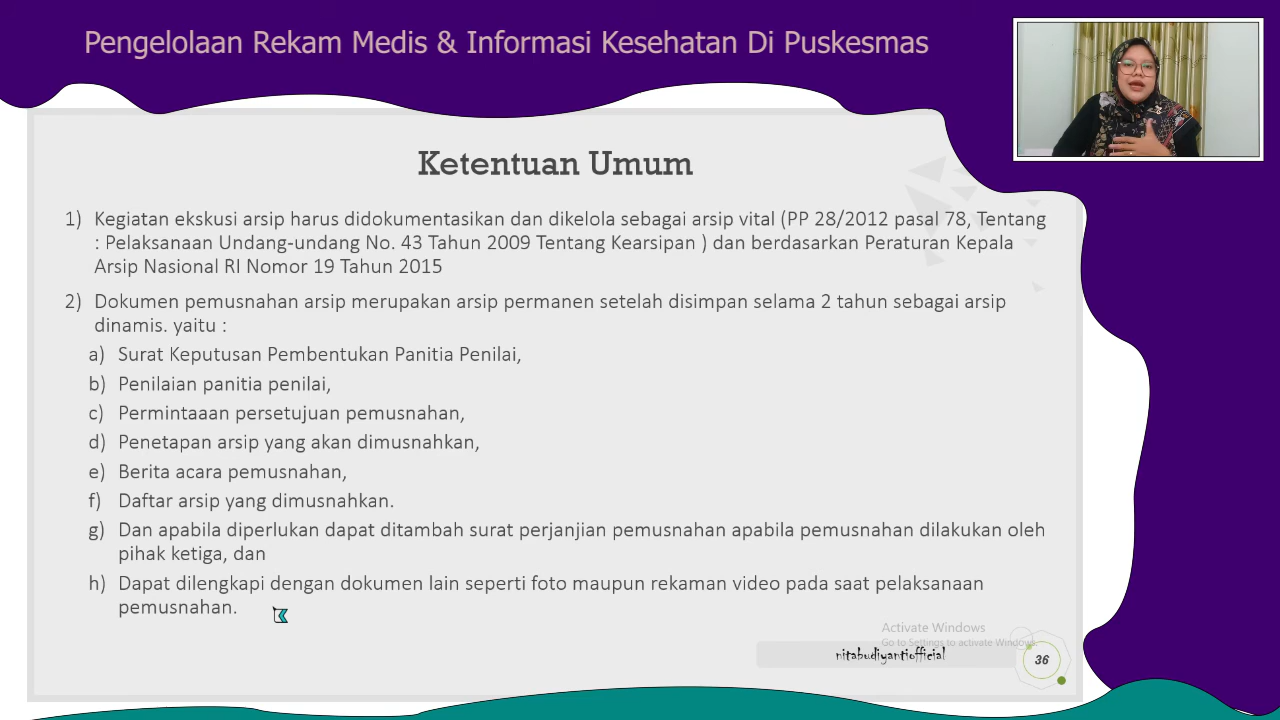 Pengelolaan Rekam Medis & Informasi Kesehatan Di Puskesmas
Ketentuan Umum
1) Kegiatan ekskusi arsip harus didokumentasikan dan dikelola sebagai arsip vital (PP 28/2012 pasal 78, Tentang
: Pelaksanaan Undang-undang No. 43 Tahun 2009 Tentang Kearsipan ) dan berdasarkan Peraturan Kepala
Arsip Nasional RI Nomor 19 Tahun 2015
2) Dokumen pemusnahan arsip merupakan arsip permanen setelah disimpan selama 2 tahun sebagai arsip
dinamis. yaitu :
a) Surat Keputusan Pembentukan Panitia Penilai,
b) Penilaian panitia penilai,
c) Permintaaan persetujuan pemusnahan,
d) Penetapan arsip yang akan dimusnahkan,
e) Berita acara pemusnahan,
f) Daftar arsip yang dimusnahkan.
g) Dan apabila diperlukan dapat ditambah surat perjanjian pemusnahan apabila pemusnahan dilakukan oleh
pihak ketiga, dan
h) Dapat dilengkapi dengan dokumen lain seperti foto maupun rekaman video pada saat pelaksanaan
pemusnahan.
Activate Windows
Go to Settings to activate Windows.
nitabudiyantiofficial
36